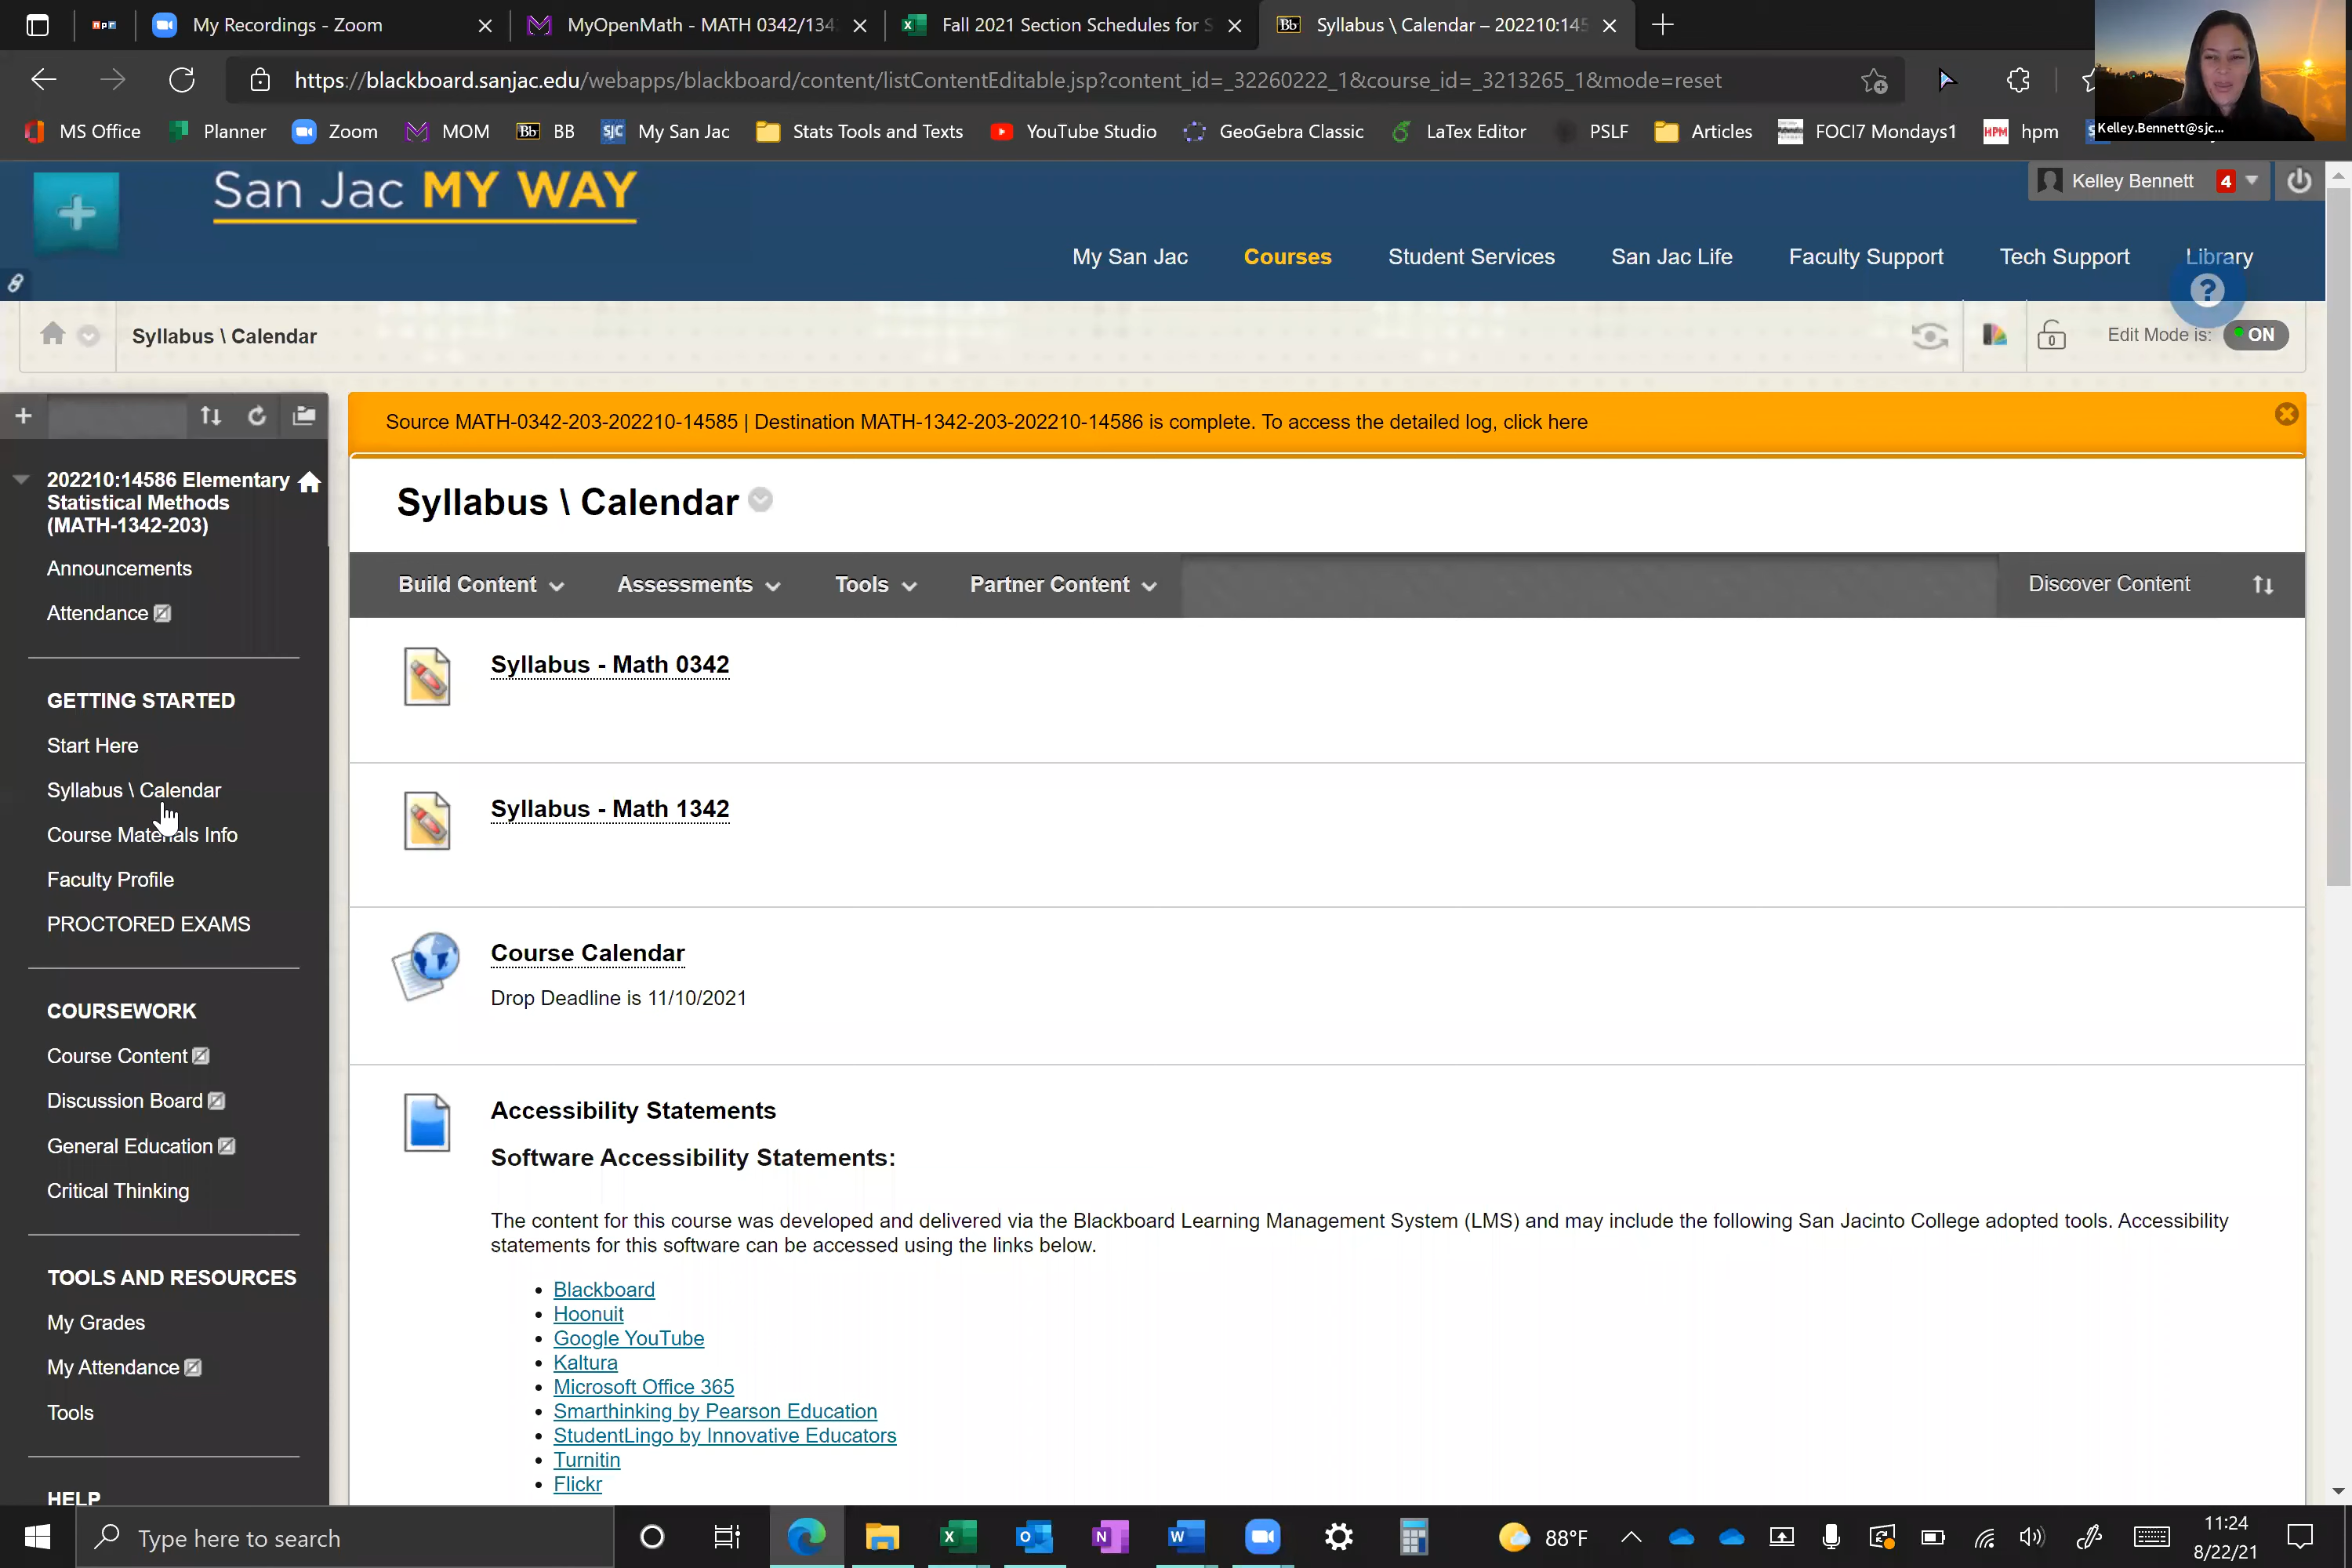 npr
My Recordings - Zoom
MyOpenMath - MATH 0342/134
Fall 2021 Section Schedules for S
Bb
Syllabus \ Calendar – 202210:145
https://blackboard.sanjac.edu/webapps/blackboard/content/listContentEditable.jsp?content_id=_32260222_1&course_id=_3213265_1&mode=reset
Kelley.Bennett@sjc...
MS Office
Planner
Zoom
MOM
Bb BB
SJC My San Jac
Stats Tools and Texts
YouTube Studio
GeoGebra Classic
LaTex Editor
PSLF
Articles
FOCI7 Mondays1
HPM hpm
San Jac MY WAY
Kelley Bennett 4
My San Jac
Courses
Student Services
San Jac Life
Faculty Support
Tech Support
Library
?
Syllabus \ Calendar
Edit Mode is: ON
Source MATH-0342-203-202210-14585 | Destination MATH-1342-203-202210-14586 is complete. To access the detailed log, click here
202210:14586 Elementary
Statistical Methods
(MATH-1342-203)
Announcements
Attendance
GETTING STARTED
Start Here
Syllabus \ Calendar
Course Materials Info
Faculty Profile
PROCTORED EXAMS
COURSEWORK
Course Content
Discussion Board
General Education
Critical Thinking
TOOLS AND RESOURCES
My Grades
My Attendance
Tools
HELP
Syllabus \ Calendar
Build Content
Assessments
Tools
Partner Content
Discover Content
Syllabus - Math 0342
Syllabus - Math 1342
Course Calendar
Drop Deadline is 11/10/2021
Accessibility Statements
Software Accessibility Statements:
The content for this course was developed and delivered via the Blackboard Learning Management System (LMS) and may include the following San Jacinto College adopted tools. Accessibility
statements for this software can be accessed using the links below.
Blackboard
Hoonuit
Google YouTube
Kaltura
Microsoft Office 365
Smarthinking by Pearson Education
StudentLingo by Innovative Educators
Turnitin
Flickr
Type here to search
88°F
11:24
8/22/21